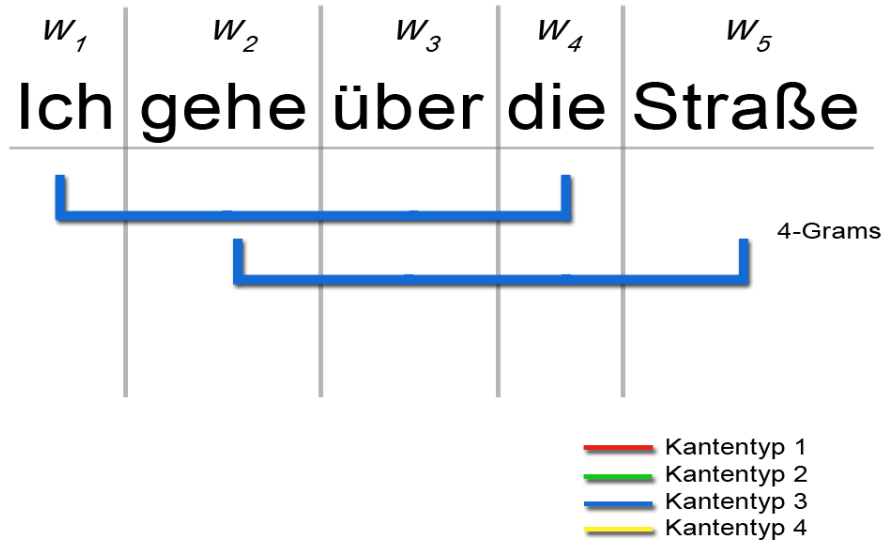 W1 W2 W3 W4 W5
Ich gehe über die Straße
4-Grams
Kantentyp 1
Kantentyp 2
Kantentyp 3
Kantentyp 4